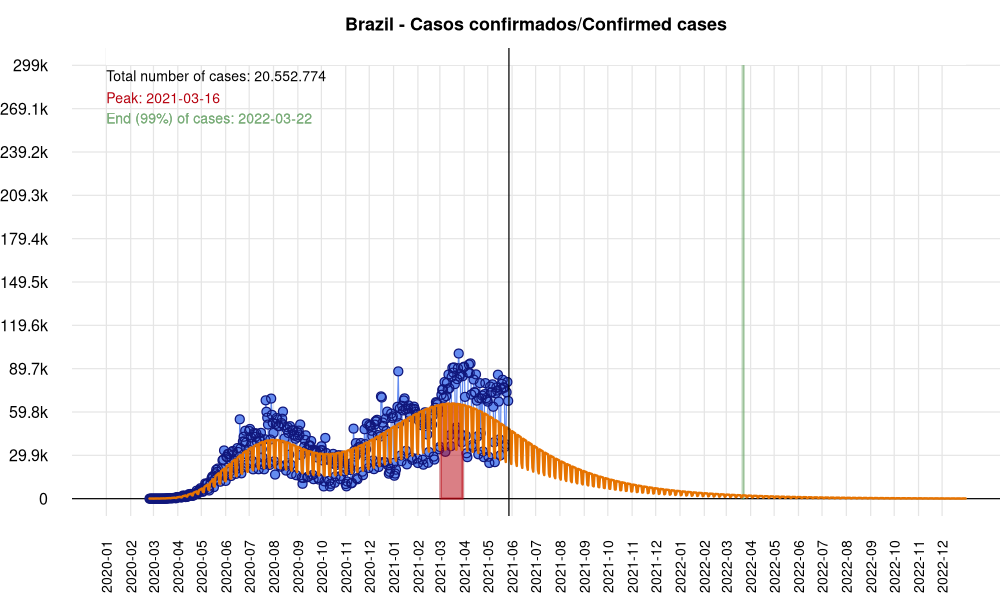 Brazil - Casos confirmados/Confirmed cases
Total number of cases: 20.552.774
Peak: 2021-03-16
End (99%) of cases: 2022-03-22
299k
269.1k
239.2k
209.3k
179.4k
149.5k
119.6k
89.7k
59.8k
29.9k
0
2020-01
2020-02
2020-03
2020-04
2020-05
2020-06
2020-07
2020-08
2020-09
2020-10
2020-11
2020-12
2021-01
2021-02
2021-03
2021-04
2021-05
2021-06
2021-07
2021-08
2021-09
2021-10
2021-11
2021-12
2022-01
2022-02
2022-03
2022-04
2022-05
2022-06
2022-07
2022-08
2022-09
2022-10
2022-11
2022-12